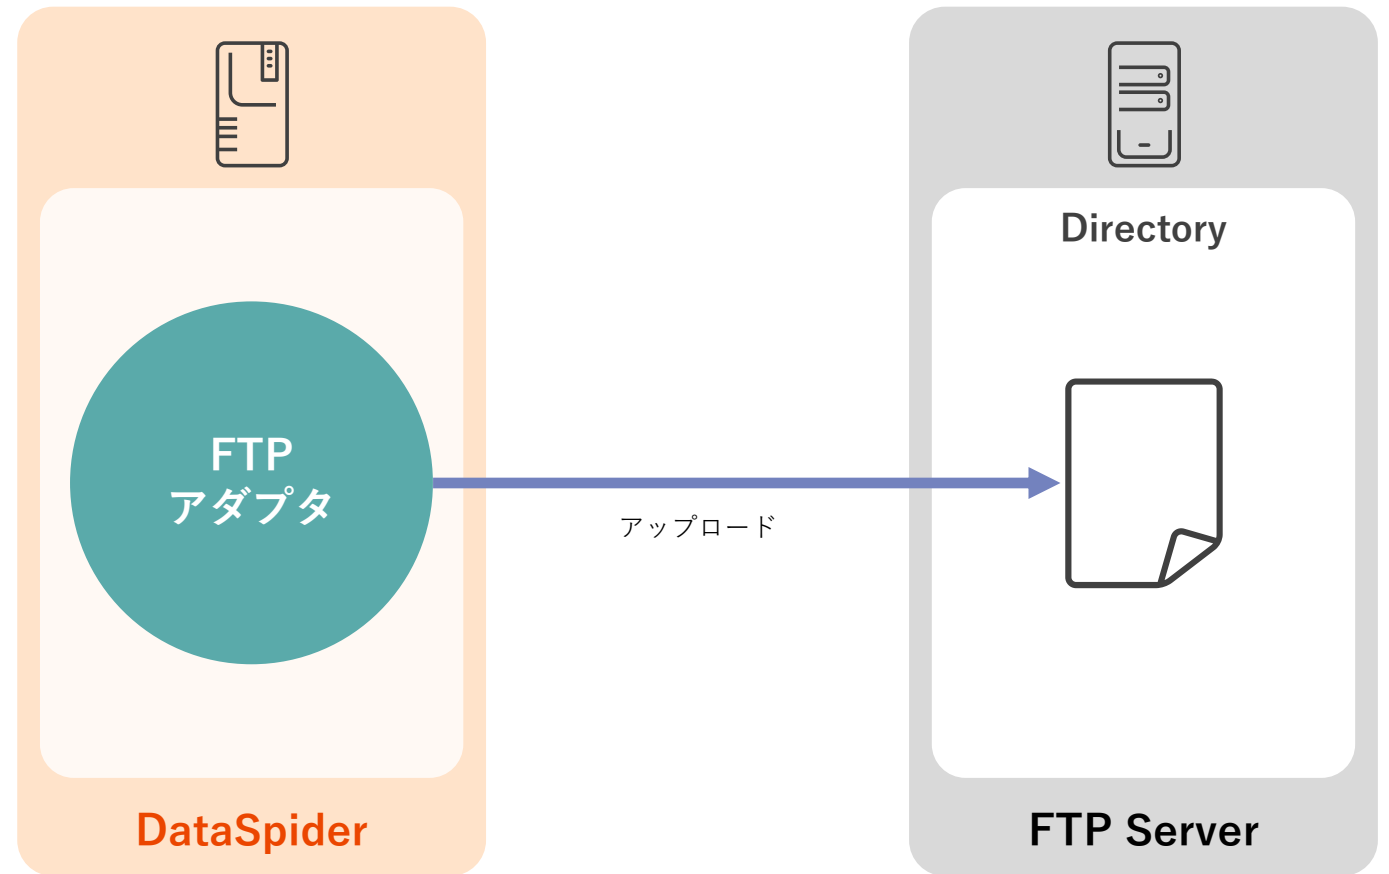 Directory
FTP
アダプタ
アップロード
DataSpider
FTP Server